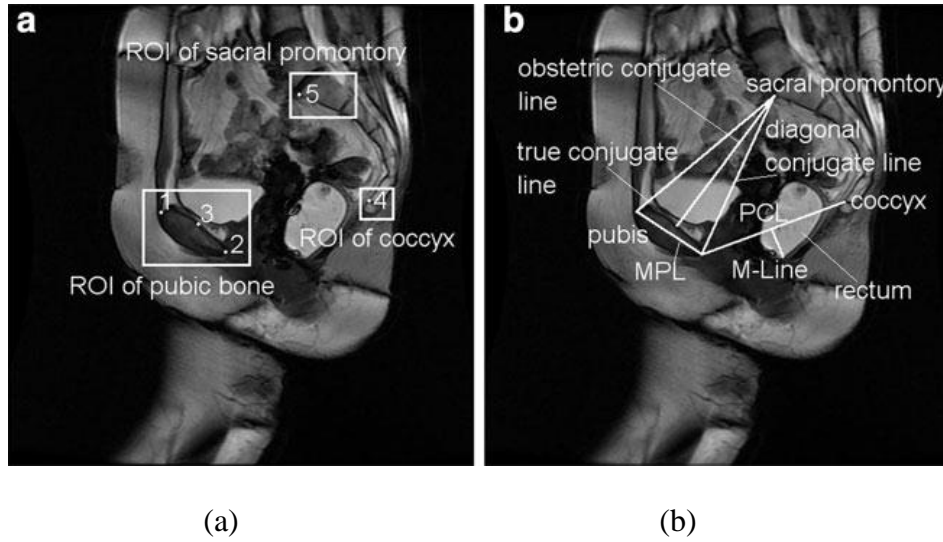 a
ROI of sacral promontory
5
1
3
2
4
ROI of coccyx
ROI of pubic bone
b
obstetric conjugate
line
sacral promontory
diagonal
conjugate line
true conjugate
line
coccyx
PCL
pubis
MPL
M-Line
rectum
(a)
(b)